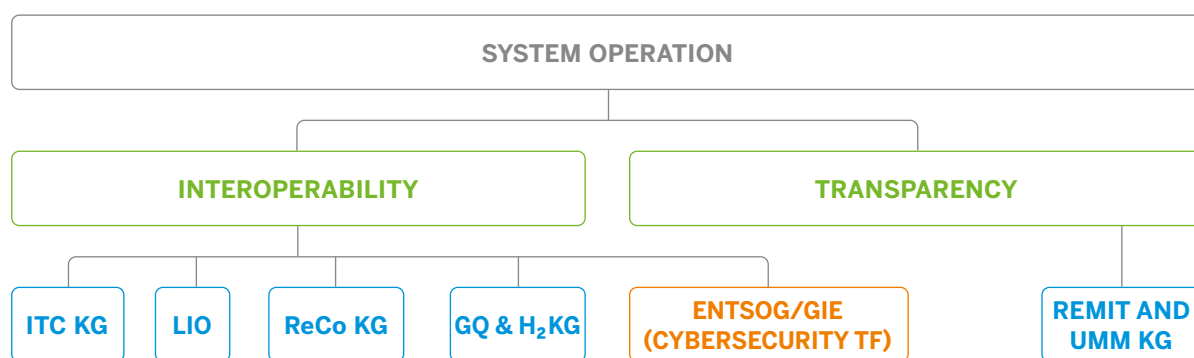 SYSTEM OPERATION
INTEROPERABILITY
TRANSPARENCY
ITC KG
LIO
ReCo KG
GQ & H₂KG
ENTSOG/GIE
(CYBERSECURITY TF)
REMIT AND
UMM KG